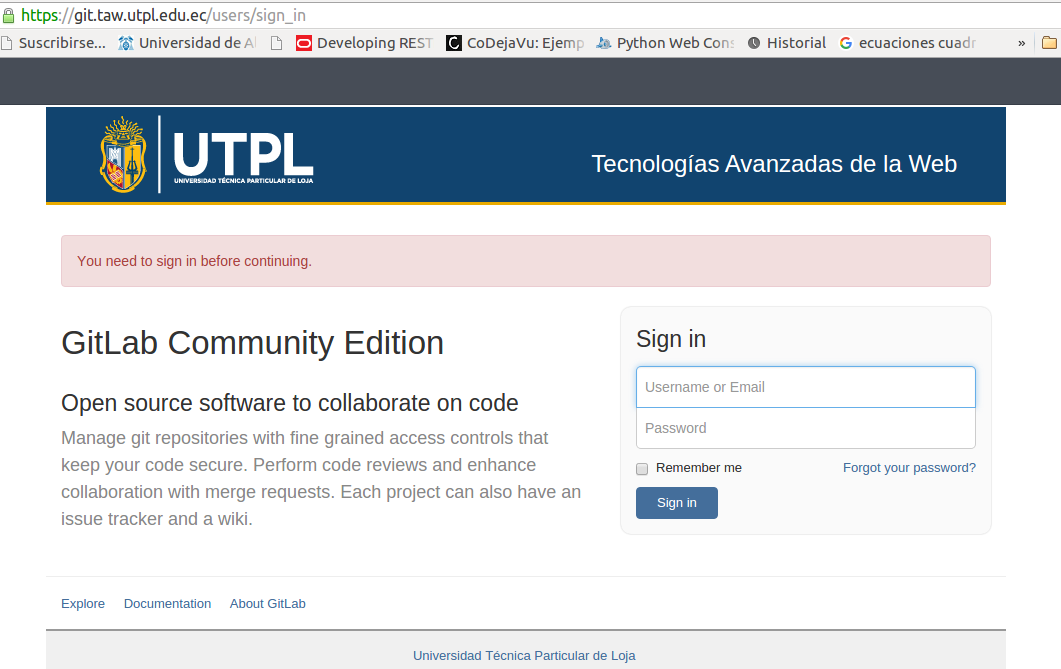 https://git.taw.utpl.edu.ec/users/sign_in
Suscribirse... Universidad de Al Developing REST CoDejaVu: Ejemp Python Web Cons Historial ecuaciones cuadr »
UTPL
UNIVERSIDAD TÉCNICA PARTICULAR DE LOJA
Tecnologías Avanzadas de la Web
You need to sign in before continuing.
GitLab Community Edition
Open source software to collaborate on code
Manage git repositories with fine grained access controls that
keep your code secure. Perform code reviews and enhance
collaboration with merge requests. Each project can also have an
issue tracker and a wiki.
Sign in
Username or Email
Password
Remember me Forgot your password?
Sign in
Explore Documentation About GitLab
Universidad Técnica Particular de Loja